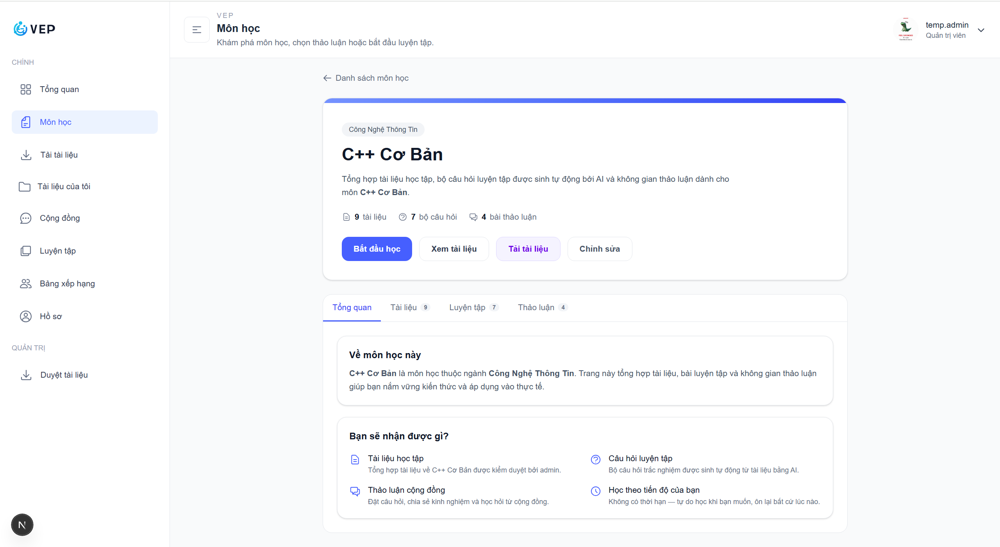 VEP
CHÍNH
Tổng quan
Môn học
Tải tài liệu
Tài liệu của tôi
Cộng đồng
Luyện tập
Bảng xếp hạng
Hồ sơ
QUẢN TRỊ
Duyệt tài liệu
N
VEP
Môn học
Khám phá môn học, chọn thảo luận hoặc bắt đầu luyện tập.
FEEL WRONGED
temp.admin
Quản trị viên
Danh sách môn học
Công Nghệ Thông Tin
C++ Cơ Bản
Tổng hợp tài liệu học tập, bộ câu hỏi luyện tập được sinh tự động bởi AI và không gian thảo luận dành cho
môn C++ Cơ Bản.
9 tài liệu 7 bộ câu hỏi 4 bài thảo luận
Bắt đầu học Xem tài liệu Tải tài liệu Chỉnh sửa
Tổng quan Tài liệu 9 Luyện tập 7 Thảo luận 4
Về môn học này
C++ Cơ Bản là môn học thuộc ngành Công Nghệ Thông Tin. Trang này tổng hợp tài liệu, bài luyện tập và không gian thảo luận
giúp bạn nắm vững kiến thức và áp dụng vào thực tế.
Bạn sẽ nhận được gì?
Tài liệu học tập
Tổng hợp tài liệu về C++ Cơ Bản được kiểm duyệt bởi admin.
Câu hỏi luyện tập
Bộ câu hỏi trắc nghiệm được sinh tự động từ tài liệu bằng AI.
Thảo luận cộng đồng
Đặt câu hỏi, chia sẻ kinh nghiệm và học hỏi từ cộng đồng.
Học theo tiến độ của bạn
Không có thời hạn — tự do học khi bạn muốn, ôn lại bất cứ lúc nào.